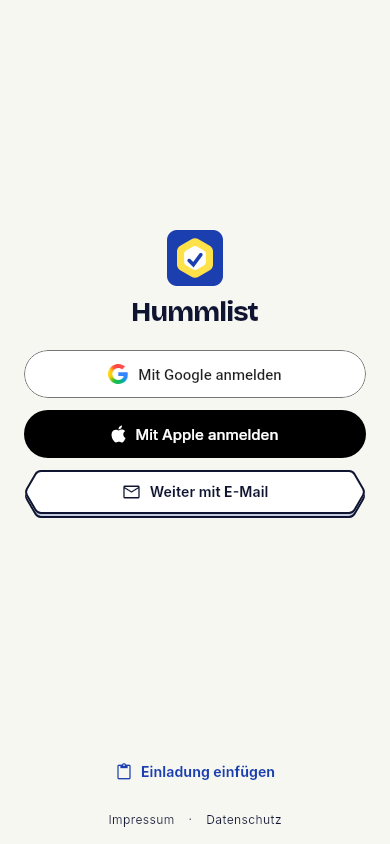 Hummlist
Mit Google anmelden
Mit Apple anmelden
Weiter mit E-Mail
Einladung einfügen
Impressum · Datenschutz